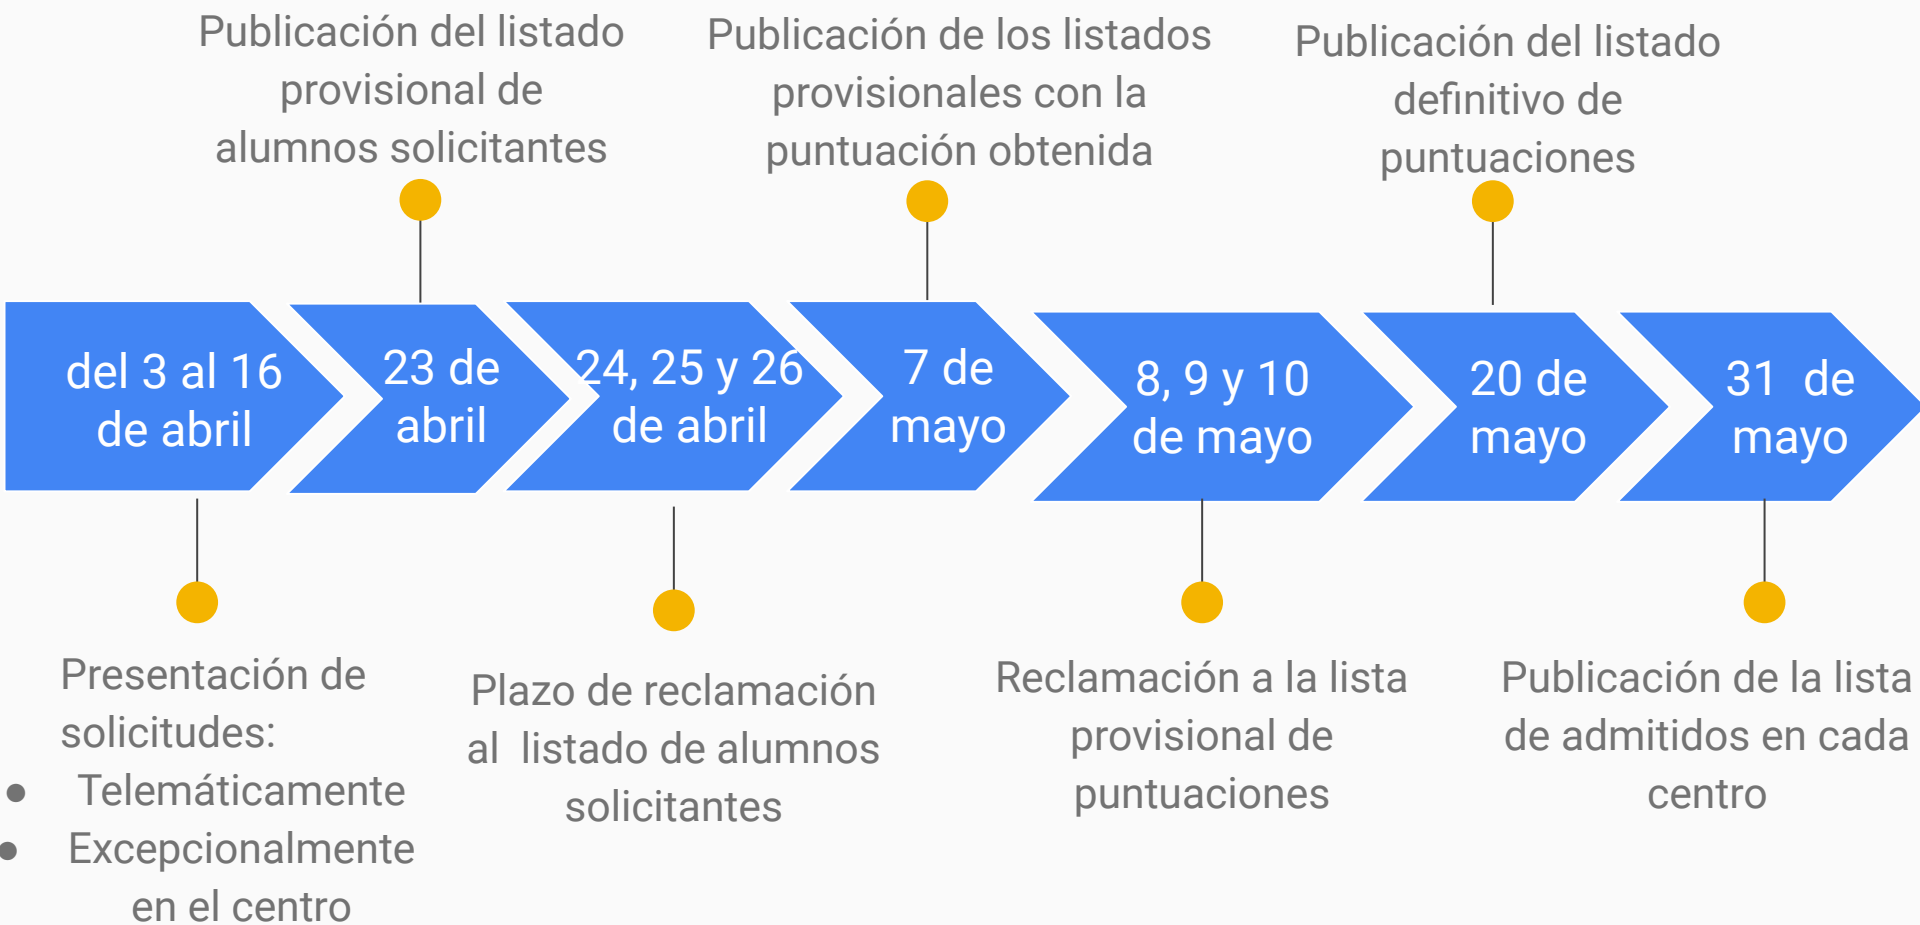 Publicación del listado
provisional de
alumnos solicitantes
Publicación de los listados
provisionales con la
puntuación obtenida
Publicación del listado
definitivo de
puntuaciones
del 3 al 16
de abril
23 de
abril
24, 25 y 26
de abril
7 de
mayo
8, 9 y 10
de mayo
20 de
mayo
31  de
mayo
Presentación de
solicitudes:
● Telemáticamente
● Excepcionalmente
en el centro
Plazo de reclamación
al  listado de alumnos
solicitantes
Reclamación a la lista
provisional de
puntuaciones
Publicación de la lista
de admitidos en cada
centro